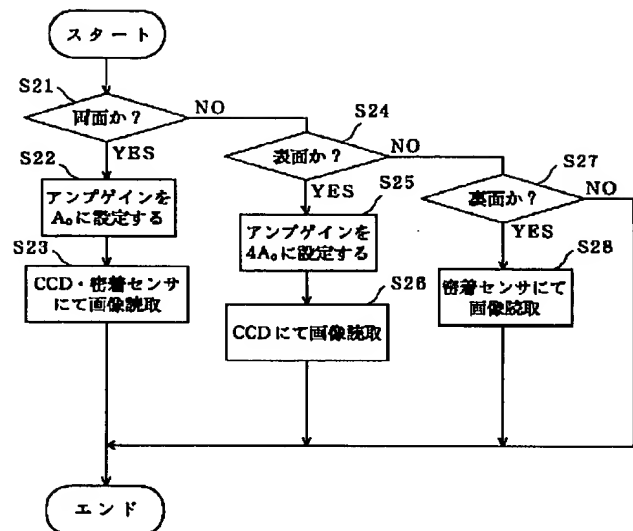 スタート
S21
両面か?
NO
YES
S22
アンプゲインを
A₀に設定する
S23
CCD・密着センサ
にて画像読取
S24
表面か?
NO
YES
S25
アンプゲインを
4A₀に設定する
S26
CCDにて画像読取
S27
裏面か?
NO
YES
S28
密着センサにて
画像読取
エンド